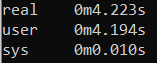 real    0m4.223s
user    0m4.194s
sys     0m0.010s